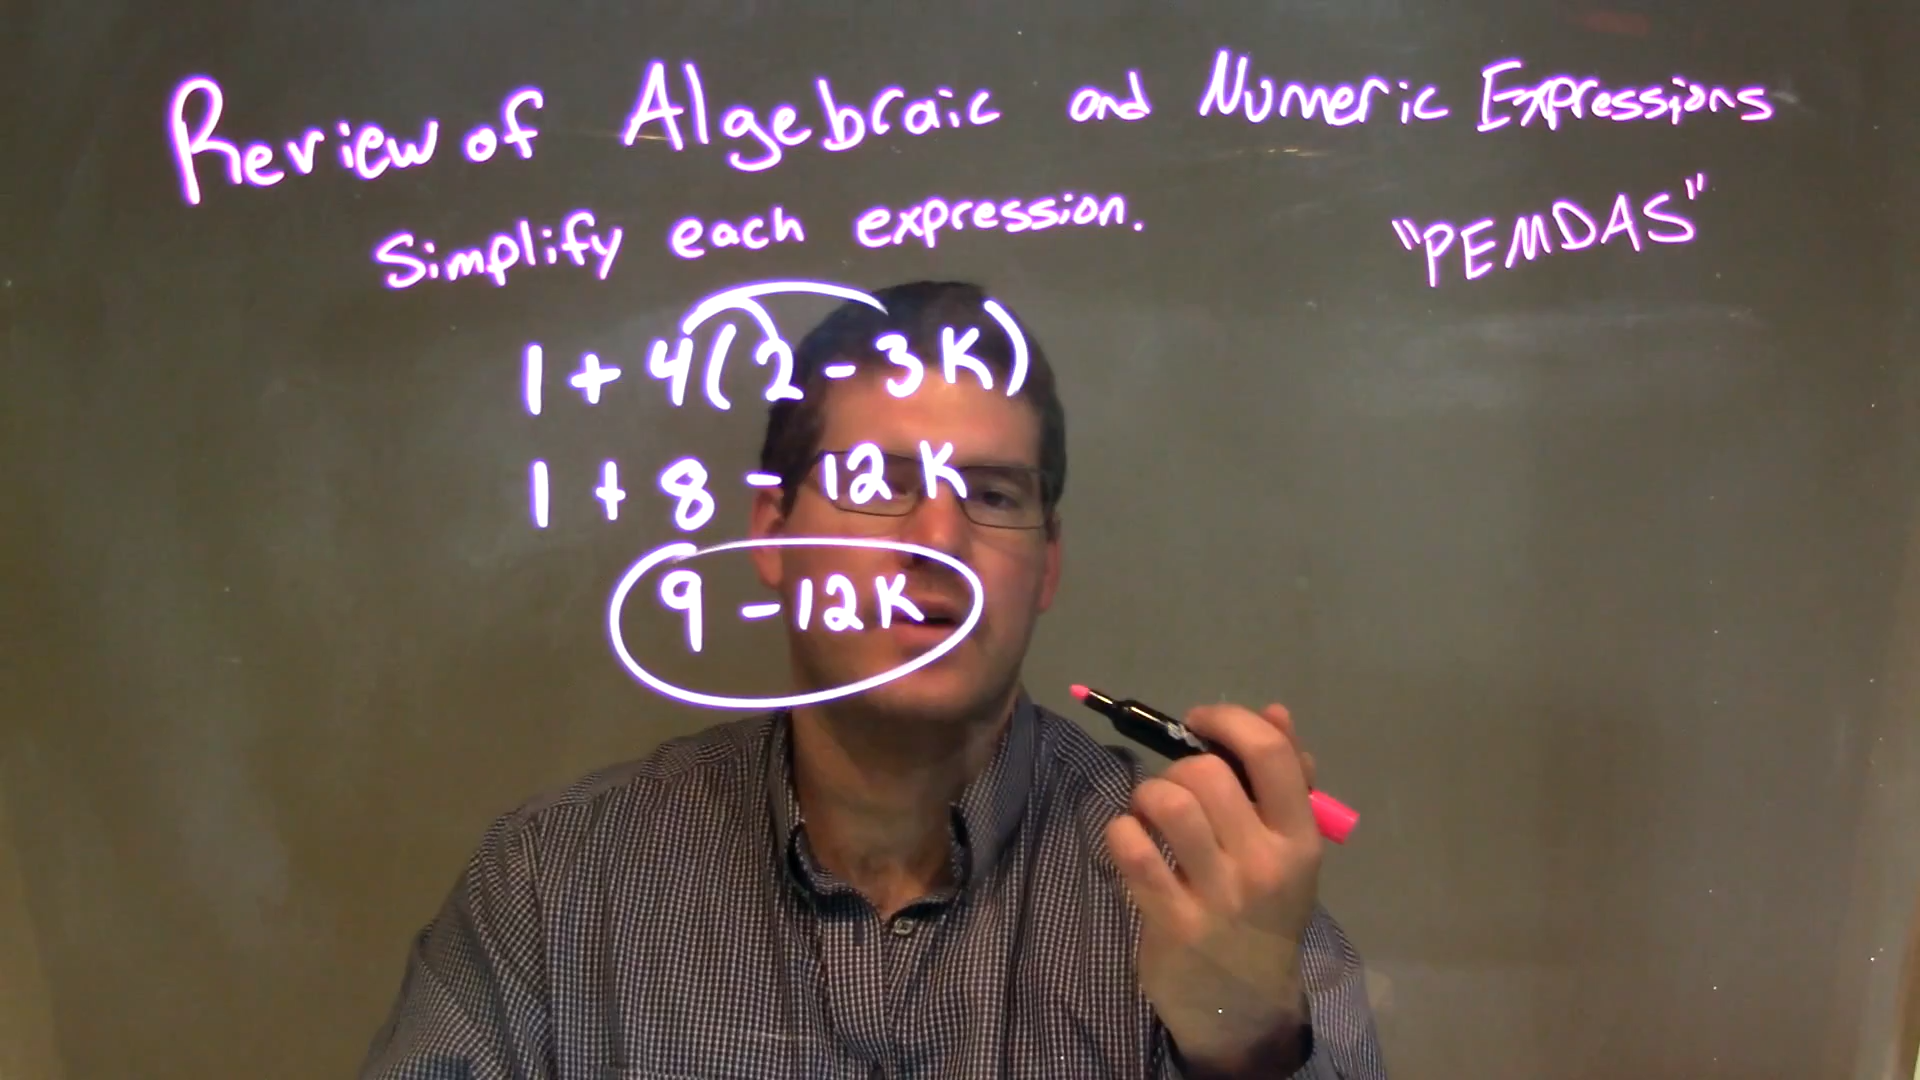 Review of Algebraic and Numeric Expressions
Simplify each expression.
"PEMDAS"
1 + 4(2 - 3K)
1 + 8 - 12K
9 - 12K